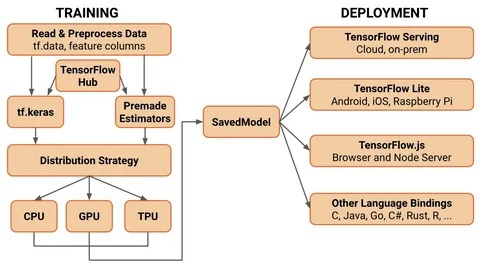 TRAINING
Read & Preprocess Data
tf.data, feature columns
TensorFlow
Hub
tf.keras
Premade
Estimators
Distribution Strategy
CPU
GPU
TPU
SavedModel
DEPLOYMENT
TensorFlow Serving
Cloud, on-prem
TensorFlow Lite
Android, iOS, Raspberry Pi
TensorFlow.js
Browser and Node Server
Other Language Bindings
C, Java, Go, C#, Rust, R, ...